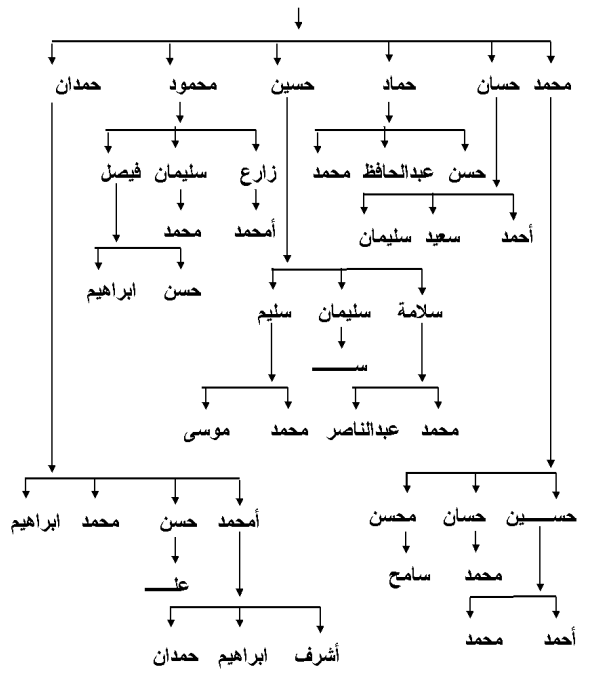 محمد حسان حماد حسين محمود حمدان
حسن عبدالحافظ محمد زارع سليمان فيصل
أحمد سعيد سليمان أمحمد محمد
حسن ابراهيم
سلامة سليمان سليم
محمد عبدالناصر محمد موسى
حســــين حسان محسن أمحمد حسن محمد ابراهيم
محمد سامح
أحمد محمد أشرف ابراهيم حمدان